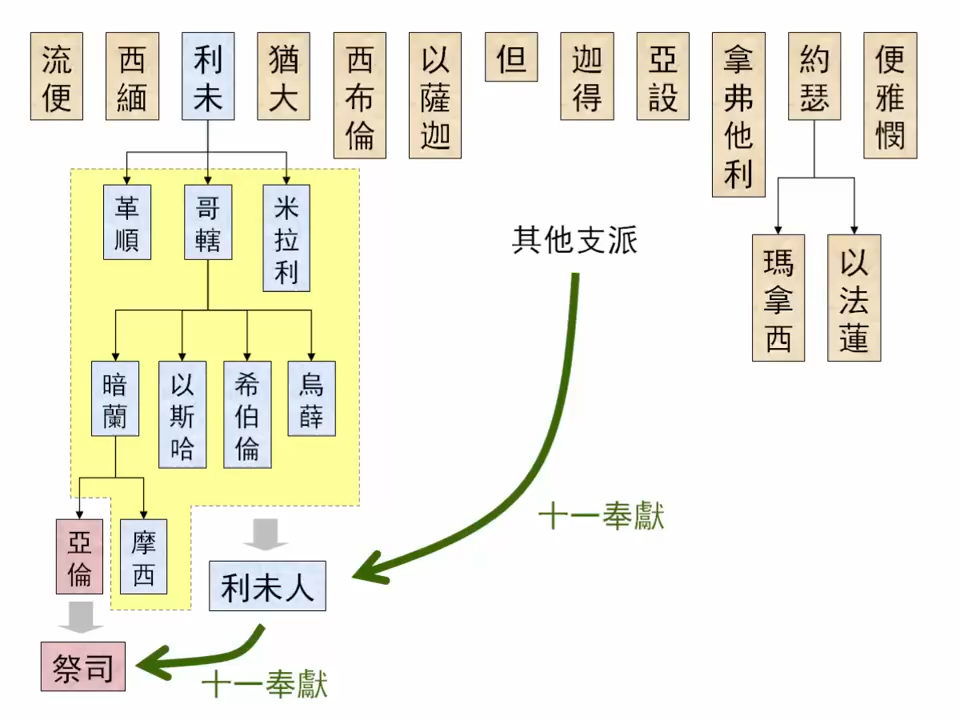 流便
西緬
利未
猶大
西布倫
以薩迦
但
迦得
亞設
拿弗他利
約瑟
便雅憫
革順
哥轄
米拉利
其他支派
瑪拿西
以法蓮
暗蘭
以斯哈
希伯倫
烏薛
十一奉獻
亞倫
摩西
利未人
祭司
十一奉獻